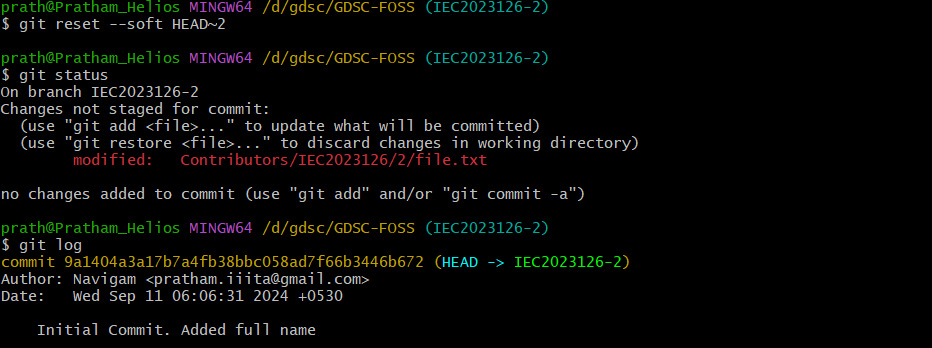 prath@Pratham_Helios MINGW64 /d/gdsc/GDSC-FOSS (IEC2023126-2)
$ git reset --soft HEAD~2
prath@Pratham_Helios MINGW64 /d/gdsc/GDSC-FOSS (IEC2023126-2)
$ git status
On branch IEC2023126-2
Changes not staged for commit:
  (use "git add <file>..." to update what will be committed)
  (use "git restore <file>..." to discard changes in working directory)
        modified:   Contributors/IEC2023126/2/file.txt
no changes added to commit (use "git add" and/or "git commit -a")
prath@Pratham_Helios MINGW64 /d/gdsc/GDSC-FOSS (IEC2023126-2)
$ git log
commit 9a1404a3a17b7a4fb38bbc058ad7f66b3446b672 (HEAD -> IEC2023126-2)
Author: Navigam <pratham.iiita@gmail.com>
Date:   Wed Sep 11 06:06:31 2024 +0530
    Initial Commit. Added full name